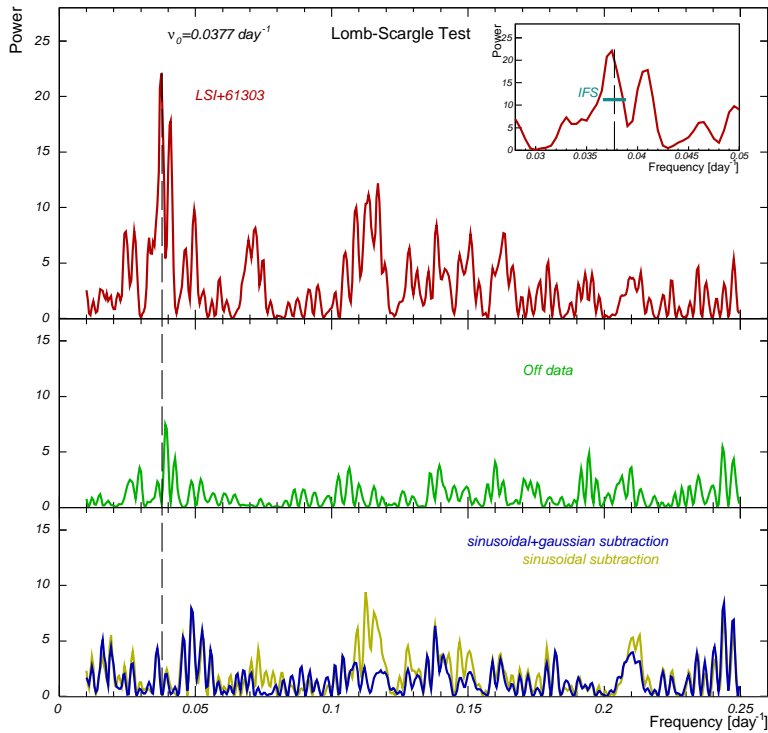 Power
ν0=0.0377 day-1
Lomb-Scargle Test
LSI+61303
25
20
15
10
5
0
Power
25
20
15
10
5
0
IFS
0.03
0.035
0.04
0.045
0.05
Frequency [day-1]
15
10
5
0
Off data
15
10
5
0
sinusoidal+gaussian subtraction
sinusoidal subtraction
0
0.05
0.1
0.15
0.2
0.25
Frequency [day-1]